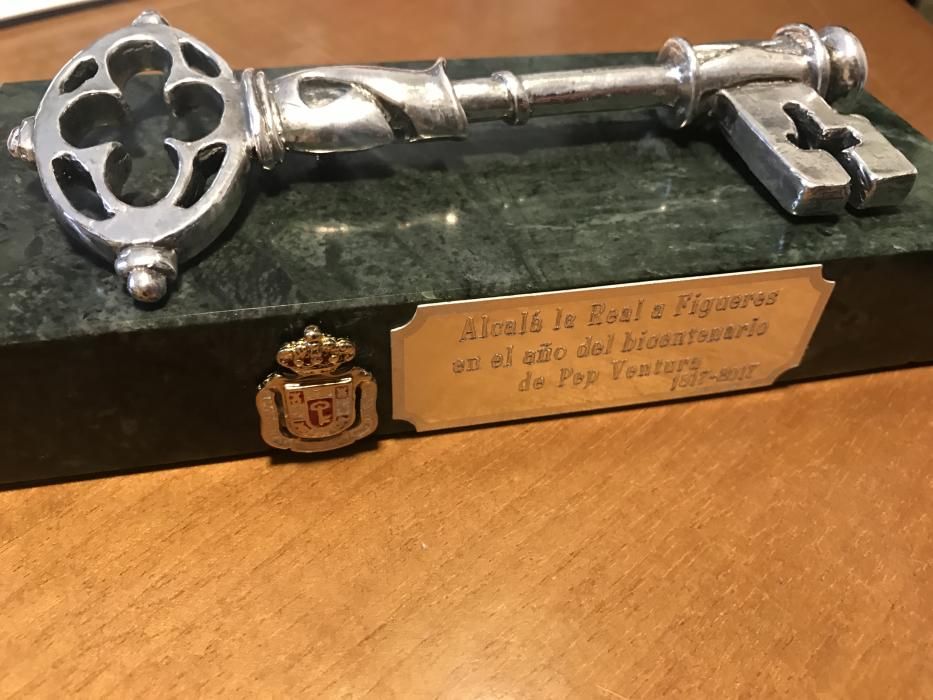 Alcalá la Real a Figueres
en el año del bicentenario
de Pep Ventura
1817-2017